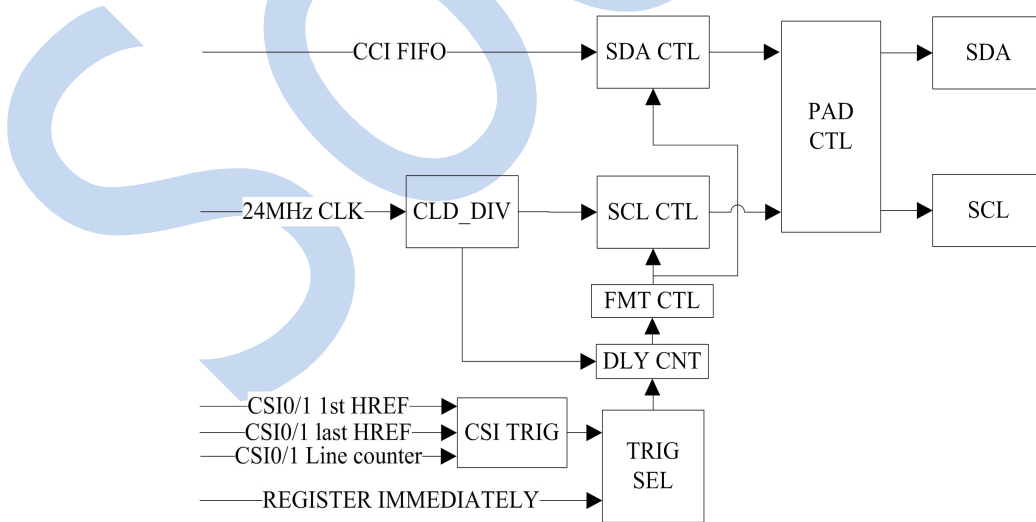 CCI FIFO
SDA CTL
PAD
CTL
SDA
24MHz CLK
CLD_DIV
SCL CTL
SCL
FMT CTL
DLY CNT
CSI0/1 1st HREF
CSI0/1 last HREF
CSI0/1 Line counter
CSI TRIG
TRIG
SEL
REGISTER IMMEDIATELY